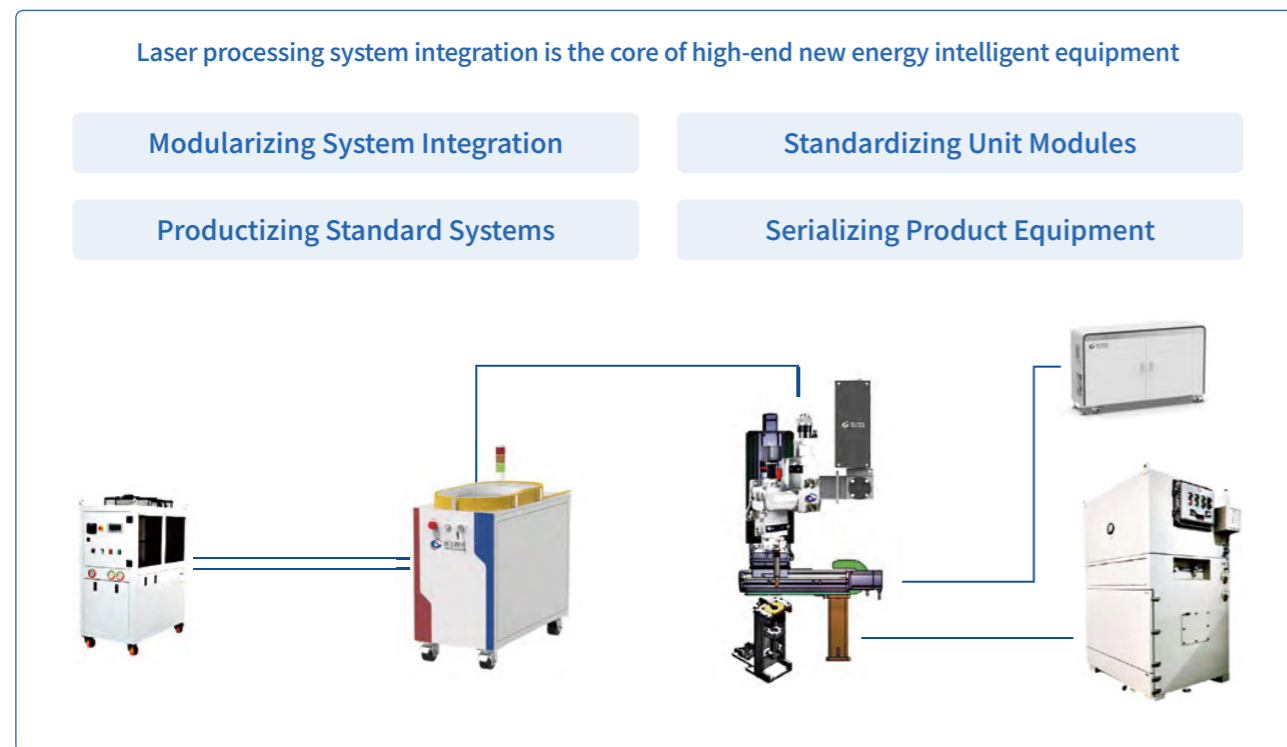 Laser processing system integration is the core of high-end new energy intelligent equipment
Modularizing System Integration
Standardizing Unit Modules
Productizing Standard Systems
Serializing Product Equipment